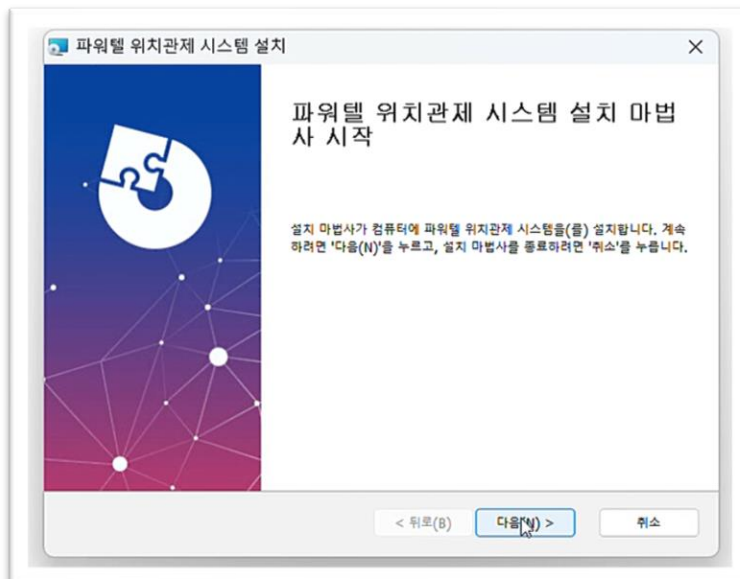 파워텔 위치관제 시스템 설치
파워텔 위치관제 시스템 설치 마법
사 시작
설치 마법사가 컴퓨터에 파워텔 위치관제 시스템을(를) 설치합니다. 계속
하려면 '다음(N)'을 누르고, 설치 마법사를 종료하려면 '취소'를 누릅니다.
< 뒤로(B)
다음(N) >
취소